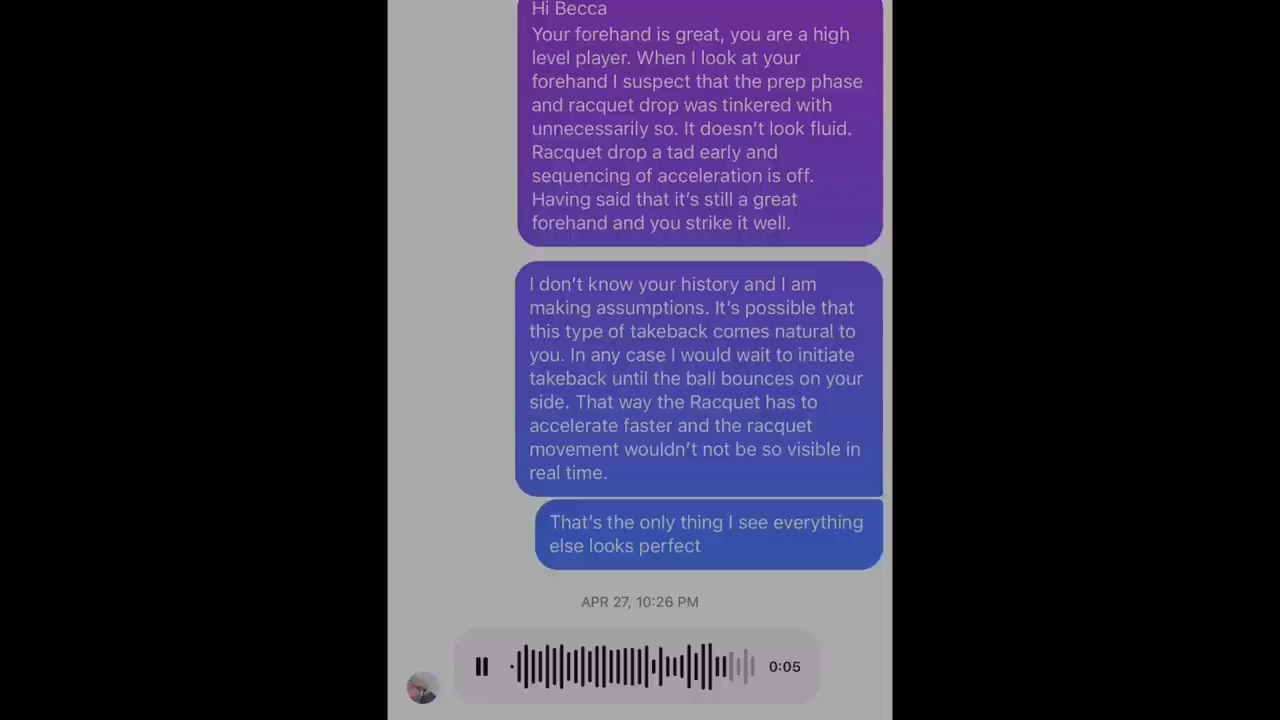 Hi Becca
Your forehand is great, you are a high
level player. When I look at your
forehand I suspect that the prep phase
and racquet drop was tinkered with
unnecessarily so. It doesn't look fluid.
Racquet drop a tad early and
sequencing of acceleration is off.
Having said that it's still a great
forehand and you strike it well.
I don't know your history and I am
making assumptions. It's possible that
this type of takeback comes natural to
you. In any case I would wait to initiate
takeback until the ball bounces on your
side. That way the Racquet has to
accelerate faster and the racquet
movement wouldn't not be so visible in
real time.
That's the only thing I see everything
else looks perfect
APR 27, 10:26 PM
0:05